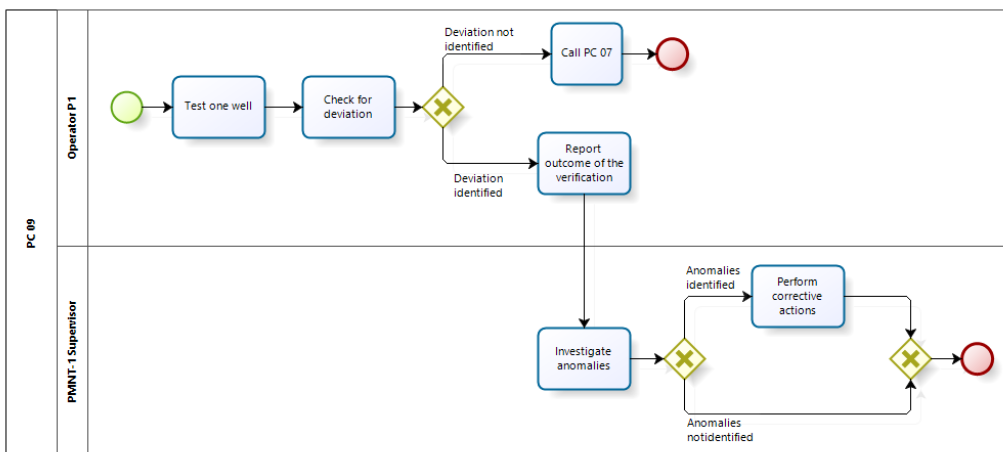 PC 09
Operator P1
Test one well
Check for
deviation
Deviation not
identified
Call PC 07
Deviation
identified
Report
outcome of the
verification
PMNT-1 Supervisor
Investigate
anomalies
Anomalies
identified
Perform
corrective
actions
Anomalies
notidentified